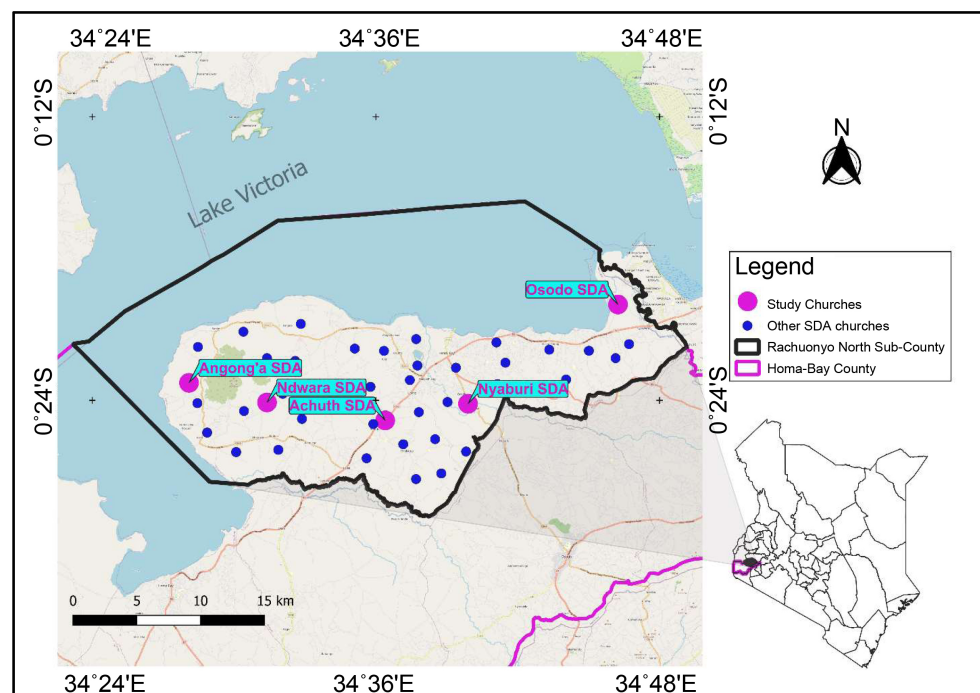 34˚24'E 34˚36'E 34˚48'E
0˚12'S
0˚12'S
N
Lake Victoria
Legend
Study Churches
Other SDA churches
Rachuonyo North Sub-County
Homa-Bay County
Osodo SDA
Angong'a SDA
Ndwara SDA
Nyaburi SDA
Achuth SDA
0˚24'S
0˚24'S
0 5 10 15 km
34˚24'E 34˚36'E 34˚48'E